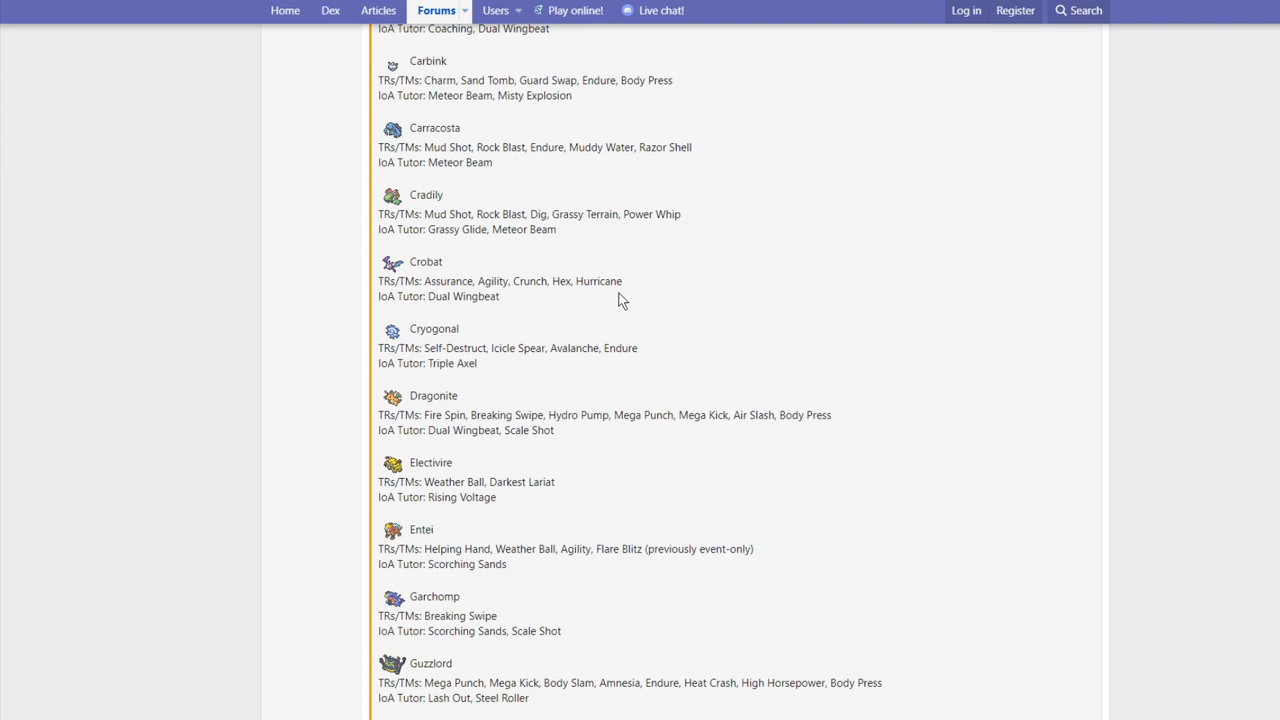 Home Dex Articles Forums Users Play online! Live chat! Log in Register Search
IoA Tutor: Coaching, Dual Wingbeat
Carbink
TRs/TMs: Charm, Sand Tomb, Guard Swap, Endure, Body Press
IoA Tutor: Meteor Beam, Misty Explosion
Carracosta
TRs/TMs: Mud Shot, Rock Blast, Endure, Muddy Water, Razor Shell
IoA Tutor: Meteor Beam
Cradily
TRs/TMs: Mud Shot, Rock Blast, Dig, Grassy Terrain, Power Whip
IoA Tutor: Grassy Glide, Meteor Beam
Crobat
TRs/TMs: Assurance, Agility, Crunch, Hex, Hurricane
IoA Tutor: Dual Wingbeat
Cryogonal
TRs/TMs: Self-Destruct, Icicle Spear, Avalanche, Endure
IoA Tutor: Triple Axel
Dragonite
TRs/TMs: Fire Spin, Breaking Swipe, Hydro Pump, Mega Punch, Mega Kick, Air Slash, Body Press
IoA Tutor: Dual Wingbeat, Scale Shot
Electivire
TRs/TMs: Weather Ball, Darkest Lariat
IoA Tutor: Rising Voltage
Entei
TRs/TMs: Helping Hand, Weather Ball, Agility, Flare Blitz (previously event-only)
IoA Tutor: Scorching Sands
Garchomp
TRs/TMs: Breaking Swipe
IoA Tutor: Scorching Sands, Scale Shot
Guzzlord
TRs/TMs: Mega Punch, Mega Kick, Body Slam, Amnesia, Endure, Heat Crash, High Horsepower, Body Press
IoA Tutor: Lash Out, Steel Roller